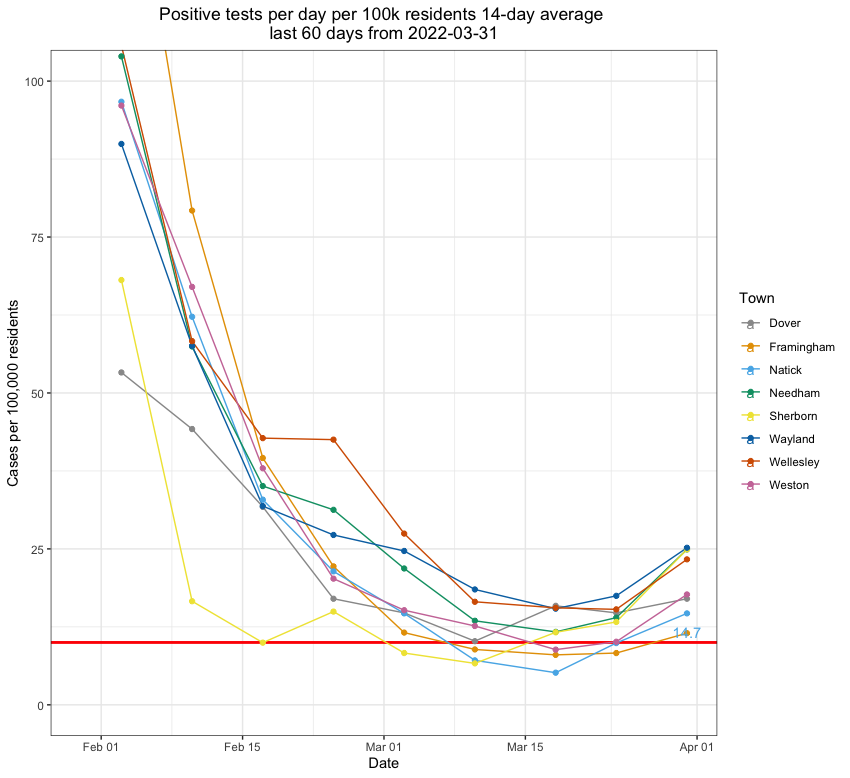 Positive tests per day per 100k residents 14-day average
last 60 days from 2022-03-31
Cases per 100,000 residents
100
75
50
25
0
14.7
Feb 01
Feb 15
Mar 01
Mar 15
Apr 01
Date
Town
a Dover
a Framingham
a Natick
a Needham
a Sherborn
a Wayland
a Wellesley
a Weston